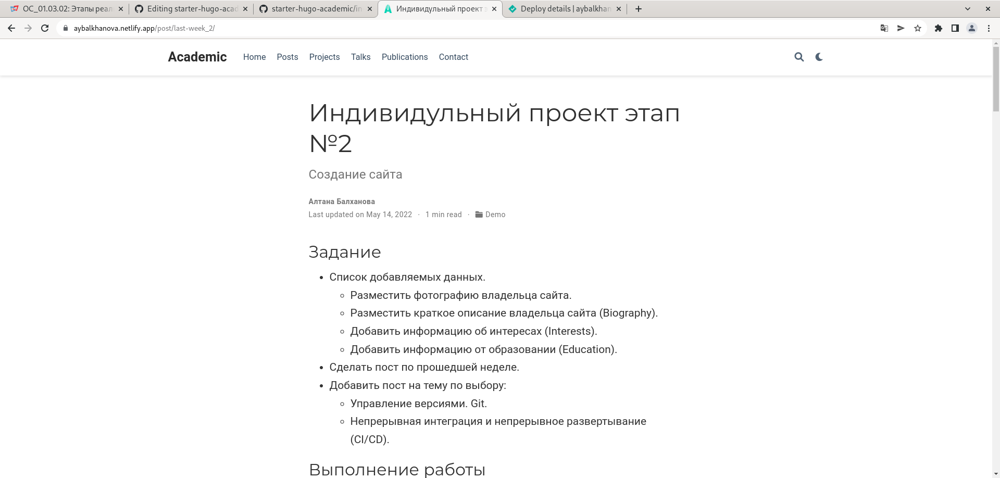 ОС_01.03.02: Этапы реал
Editing starter-hugo-acad
starter-hugo-academic/in
Индивидульный проект э
Deploy details | aybalkhan
aybalkhanova.netlify.app/post/last-week_2/
Academic Home Posts Projects Talks Publications Contact
Индивидульный проект этап
№2
Создание сайта
Алтана Балханова
Last updated on May 14, 2022 · 1 min read · Demo
Задание
• Список добавляемых данных.
◦ Разместить фотографию владельца сайта.
◦ Разместить краткое описание владельца сайта (Biography).
◦ Добавить информацию об интересах (Interests).
◦ Добавить информацию от образовании (Education).
• Сделать пост по прошедшей неделе.
• Добавить пост на тему по выбору:
◦ Управление версиями. Git.
◦ Непрерывная интеграция и непрерывное развертывание
(CI/CD).
Выполнение работы